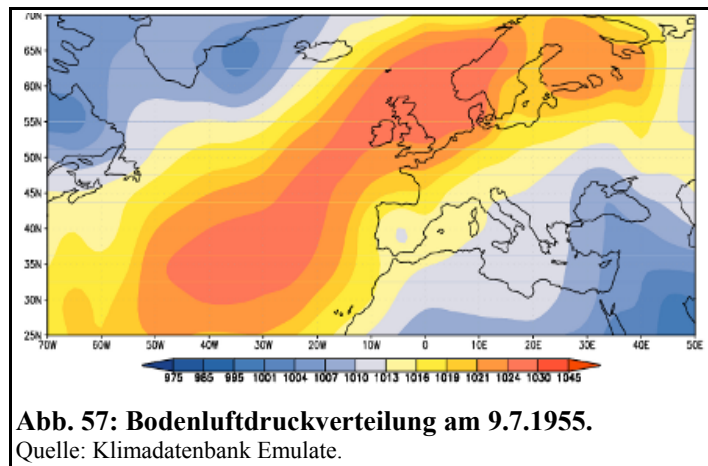 70N
65N
60N
55N
50N
45N
40N
35N
30N
25N
70W 60W 50W 40W 30W 20W 10W 0 10E 20E 30E 40E 50E
975 985 995 1001 1004 1007 1010 1013 1016 1019 1021 1024 1030 1045
Abb. 57: Bodenluftdruckverteilung am 9.7.1955.
Quelle: Klimadatenbank Emulate.